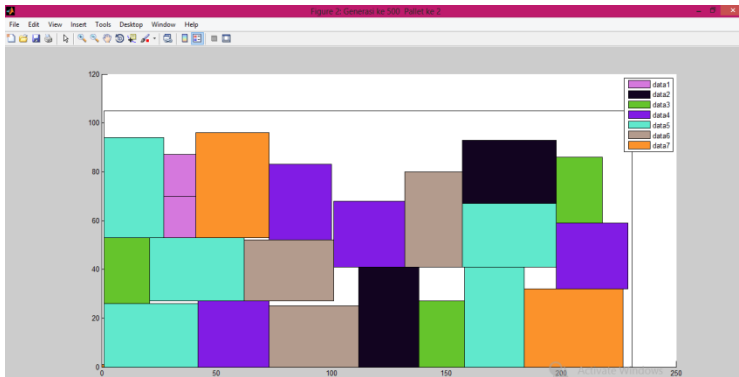 Figure 2: Generasi ke 500 Pallet ke 2
File Edit View Insert Tools Desktop Window Help
120
100
80
60
40
20
0
0 50 100 150 200 250
data1
data2
data3
data4
data5
data6
data7
Activate Windows